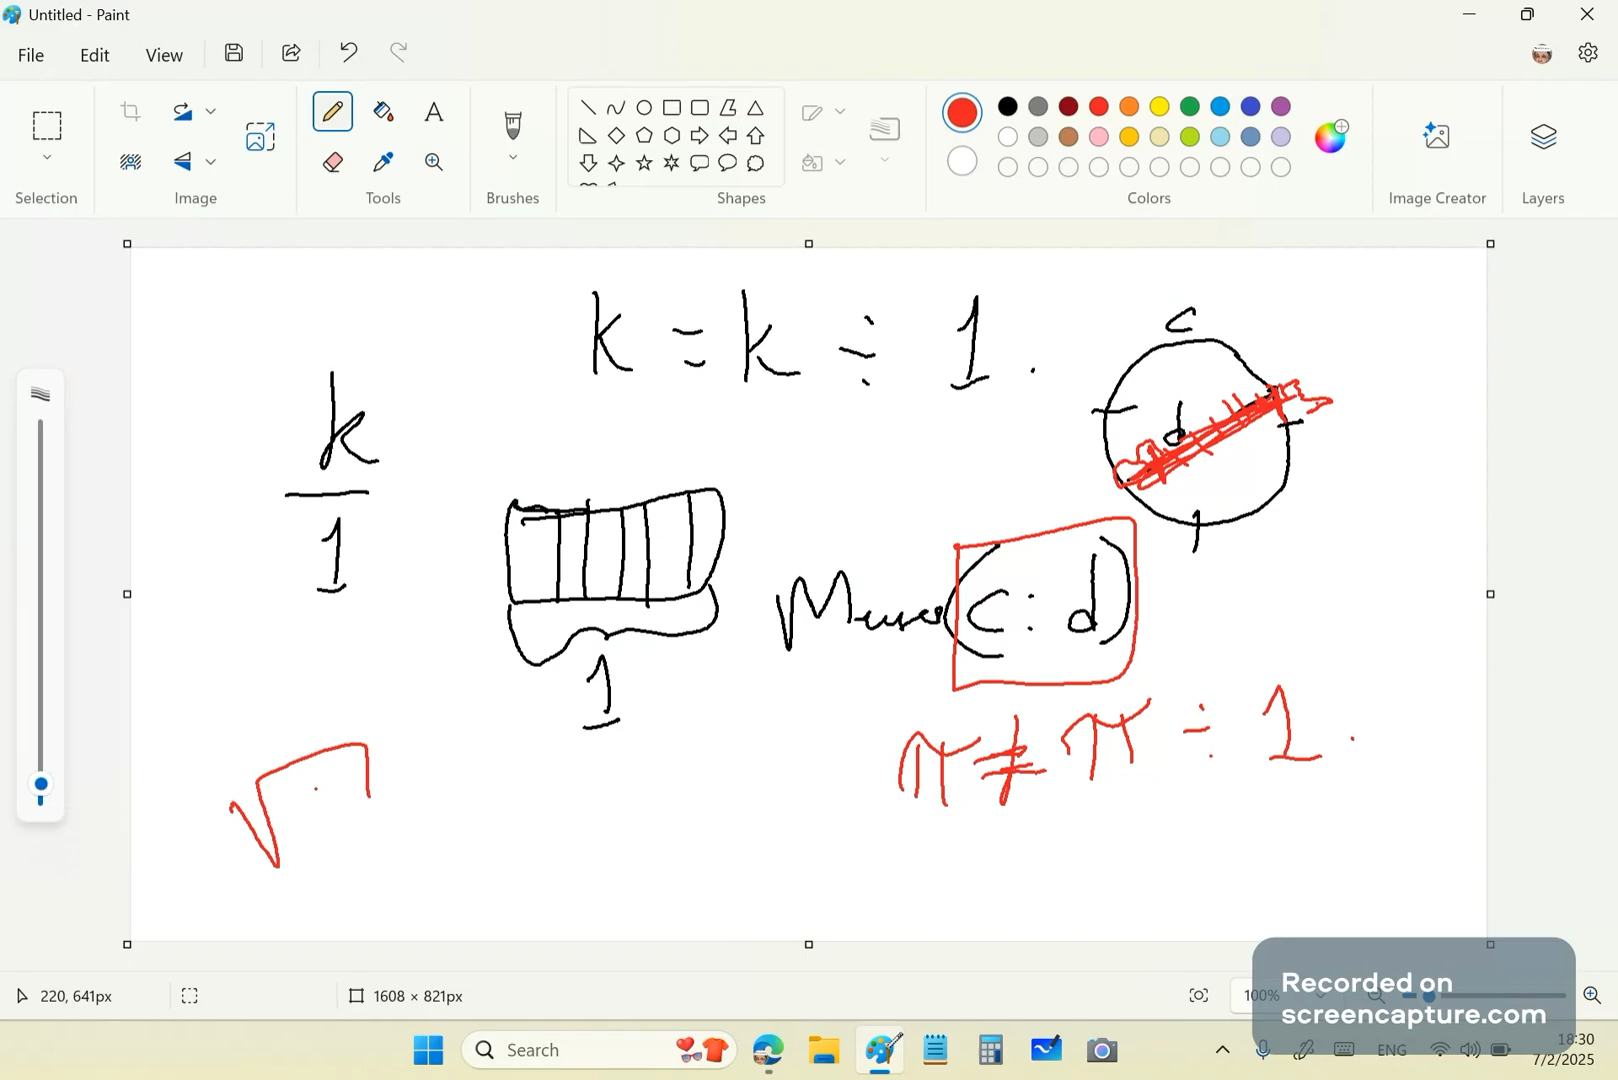 Untitled - Paint
File
Edit
View
Selection
Image
Tools
Brushes
Shapes
Colors
Image Creator
Layers
k = k ÷ 1 .
c
k
1
d
(c : d)
1
π ≠ π ÷ 1 .
√
220, 641px
1608 × 821px
100%
Recorded on
screencapture.com
Search
ENG
18:30
7/2/2025